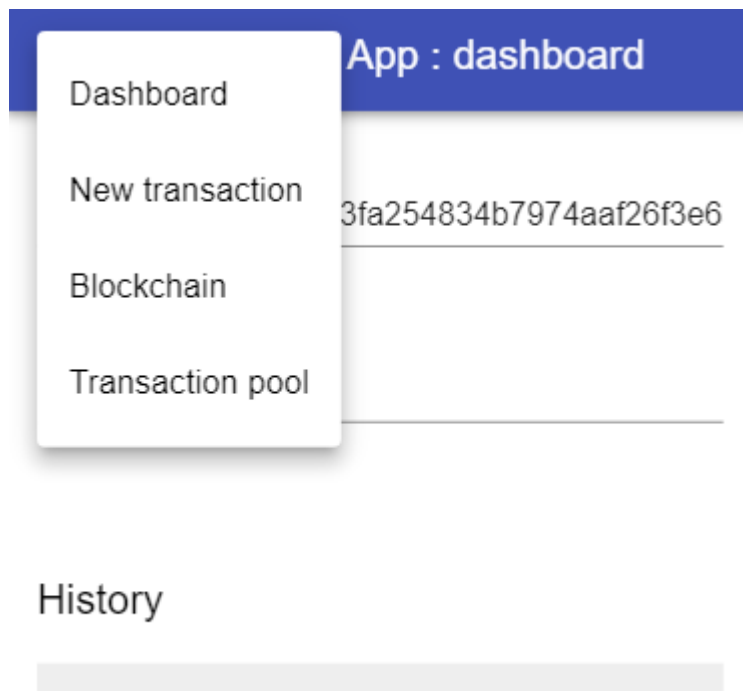 App : dashboard
Dashboard
New transaction
3fa254834b7974aaf26f3e6
Blockchain
Transaction pool
History